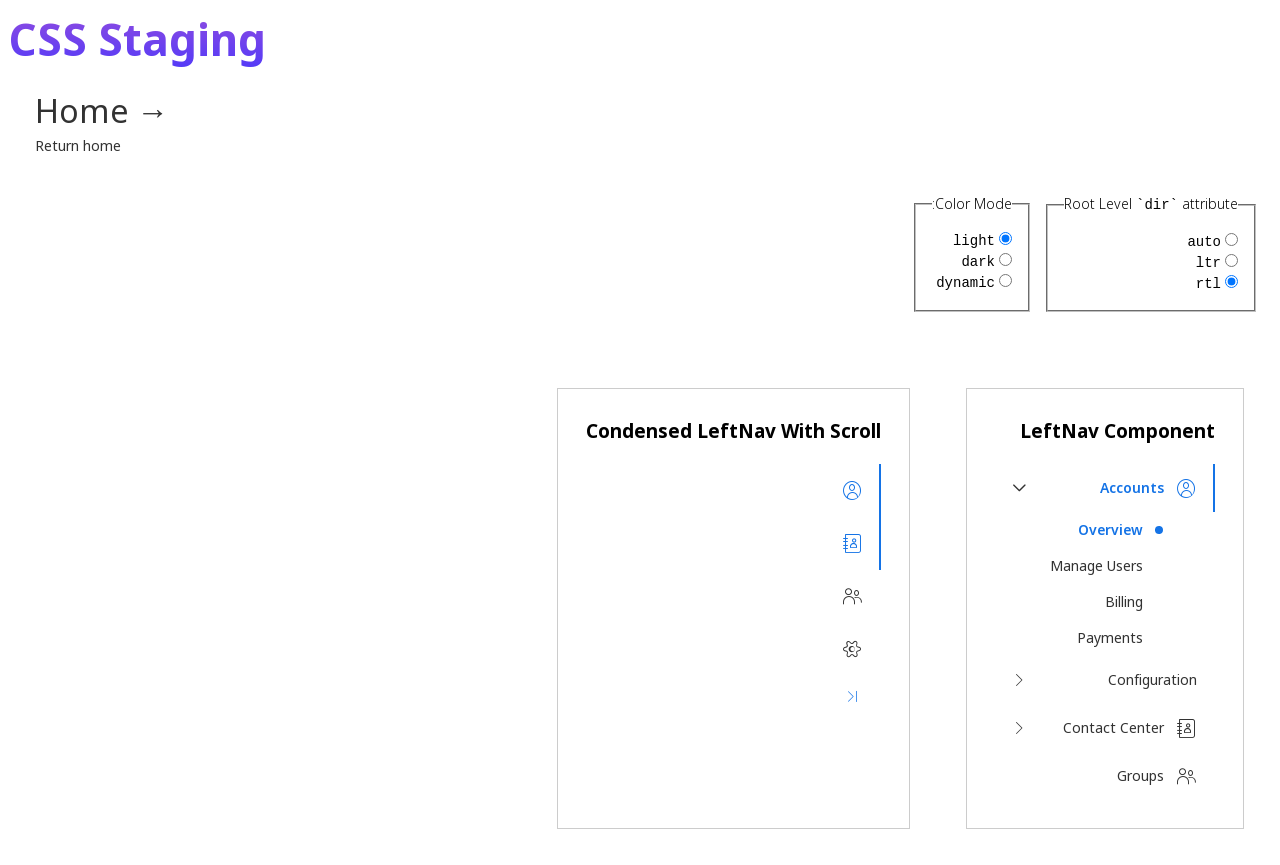 CSS Staging
Home →
Return home
Root Level `dir` attribute
auto
ltr
rtl
:Color Mode
light
dark
dynamic
LeftNav Component
Accounts
Overview
Manage Users
Billing
Payments
Configuration
Contact Center
Groups
Condensed LeftNav With Scroll